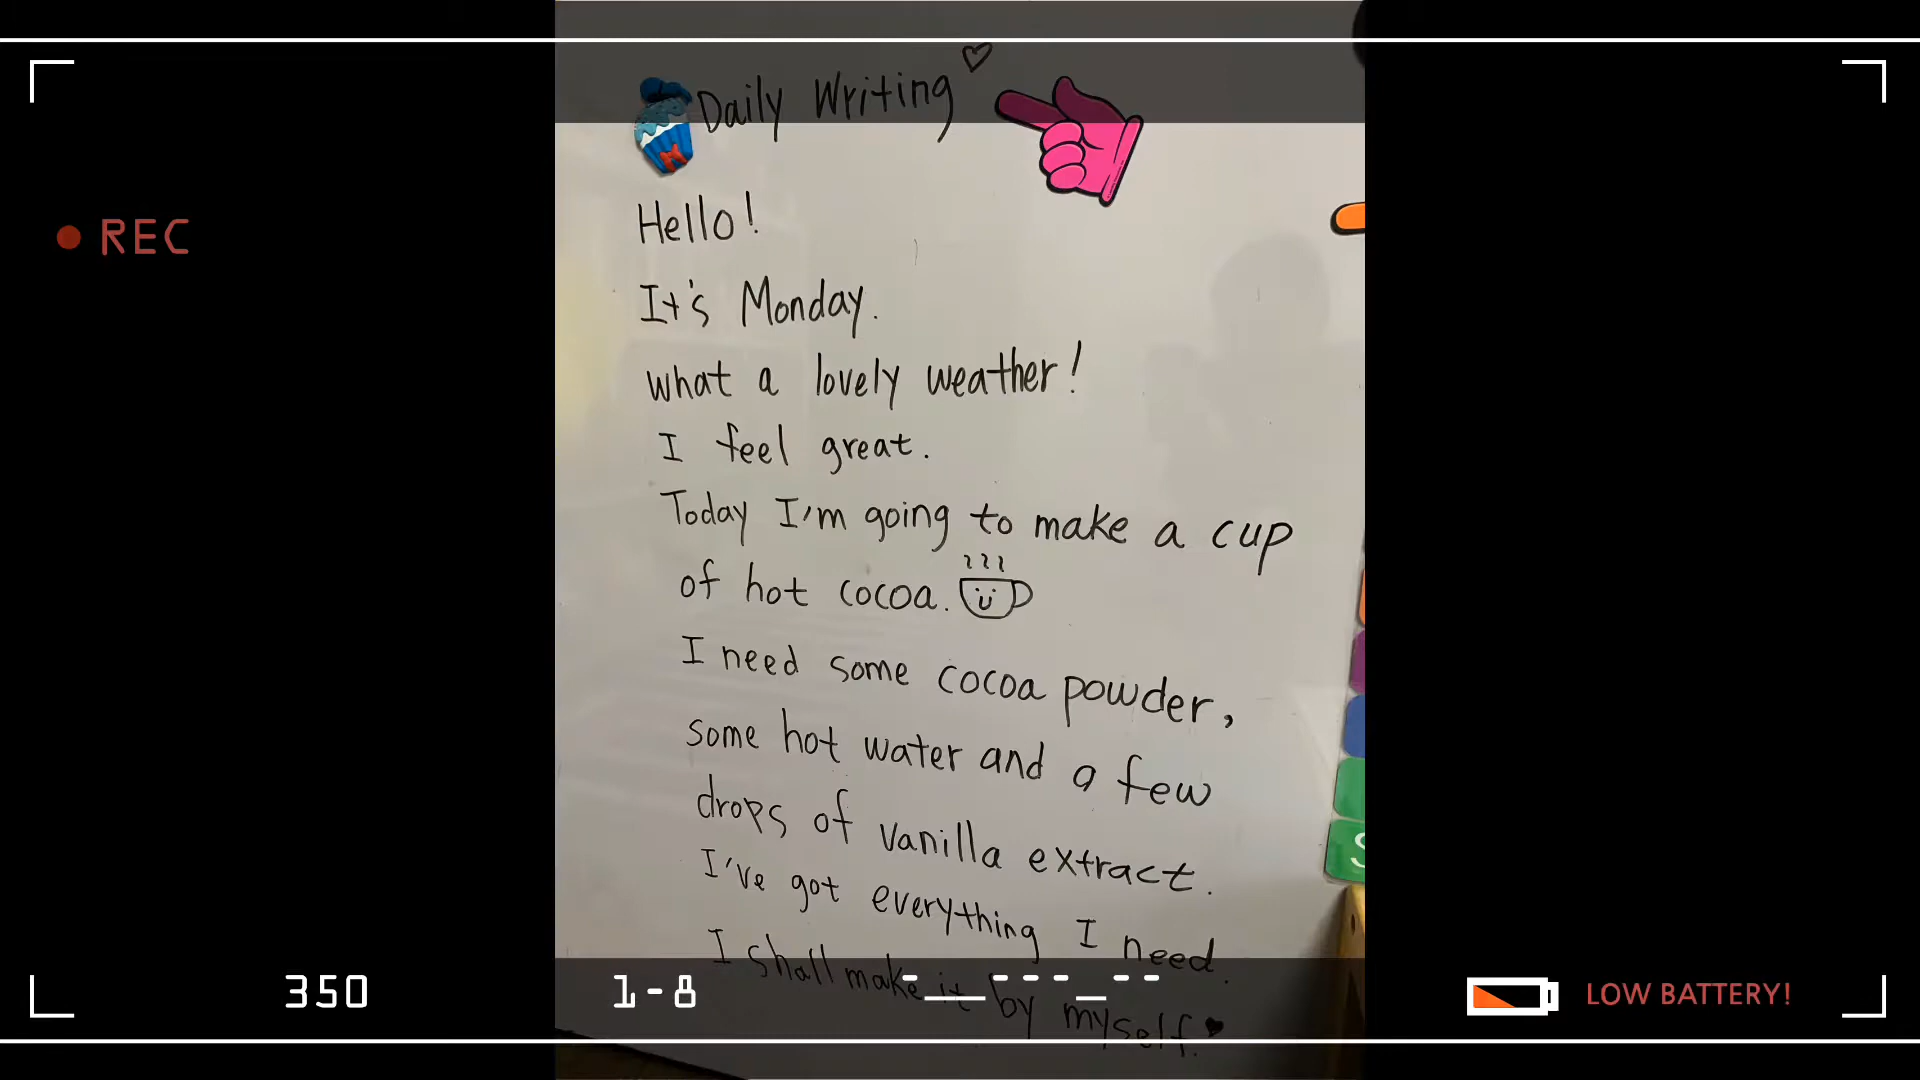 Daily Writing
Hello!
REC
It's Monday.
what a lovely weather!
I feel great.
Today I'm going to make a cup
of hot cocoa.
I need some cocoa powder,
some hot water and a few
drops of vanilla extract.
I've got everything I need.
I shall make it by myself.
S
350
1-8
LOW BATTERY!